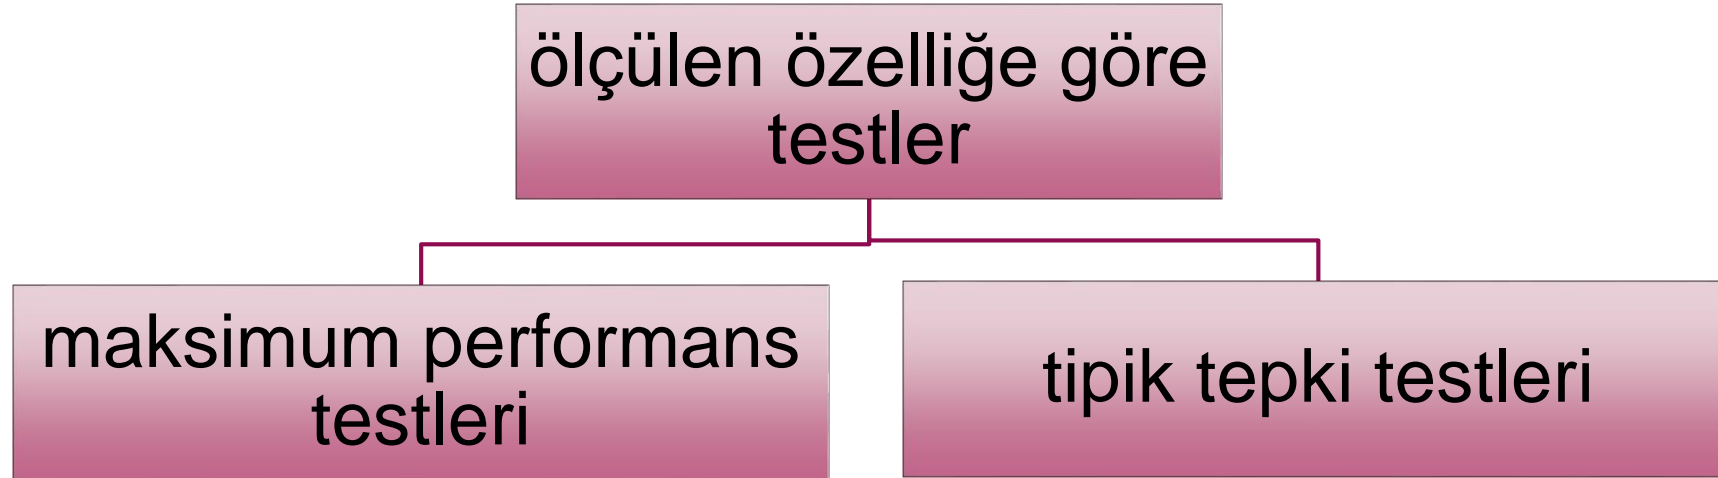 ölçülen özelliğe göre
testler
maksimum performans
testleri
tipik tepki testleri